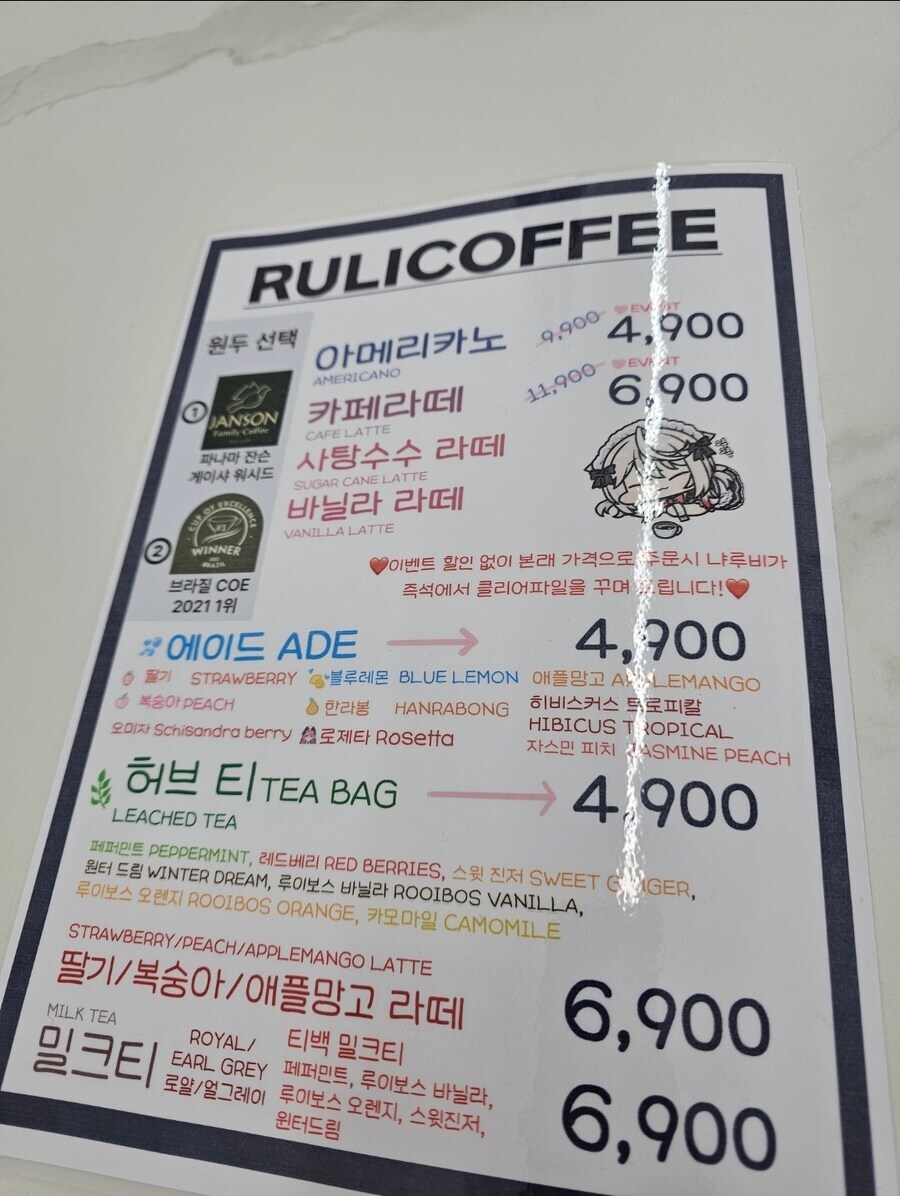 RULICOFFEE
원두 선택
① JANSON
Family Coffee
파나마 잔슨
게이샤 워시드
② CUP OF EXCELLENCE
#1
WINNER
BRAZIL
브라질 COE
2021 1위
아메리카노 9,900 EVENT 4,900
AMERICANO
카페라떼 11,900 EVENT 6,900
CAFE LATTE
사탕수수 라떼
SUGAR CANE LATTE
바닐라 라떼
VANILLA LATTE
❤이벤트 할인 없이 본래 가격으로 주문시 냐루비가
즉석에서 클리어파일을 꾸며 드립니다!❤
에이드 ADE → 4,900
딸기 STRAWBERRY 블루레몬 BLUE LEMON 애플망고 APPLEMANGO
복숭아 PEACH 한라봉 HANRABONG 히비스커스 트로피칼
HIBICUS TROPICAL
오미자 Schisandra berry 로제타 Rosetta 자스민 피치 JASMINE PEACH
허브 티 TEA BAG → 4,900
LEACHED TEA
페퍼민트 PEPPERMINT, 레드베리 RED BERRIES, 스윗 진저 SWEET GINGER,
윈터 드림 WINTER DREAM, 루이보스 바닐라 ROOIBOS VANILLA,
루이보스 오렌지 ROOIBOS ORANGE, 카모마일 CAMOMILE
STRAWBERRY/PEACH/APPLEMANGO LATTE
딸기/복숭아/애플망고 라떼 6,900
MILK TEA
밀크티 6,900
ROYAL/
EARL GREY
로얄/얼그레이
티백 밀크티
페퍼민트, 루이보스 바닐라,
루이보스 오렌지, 스윗진저,
윈터드림